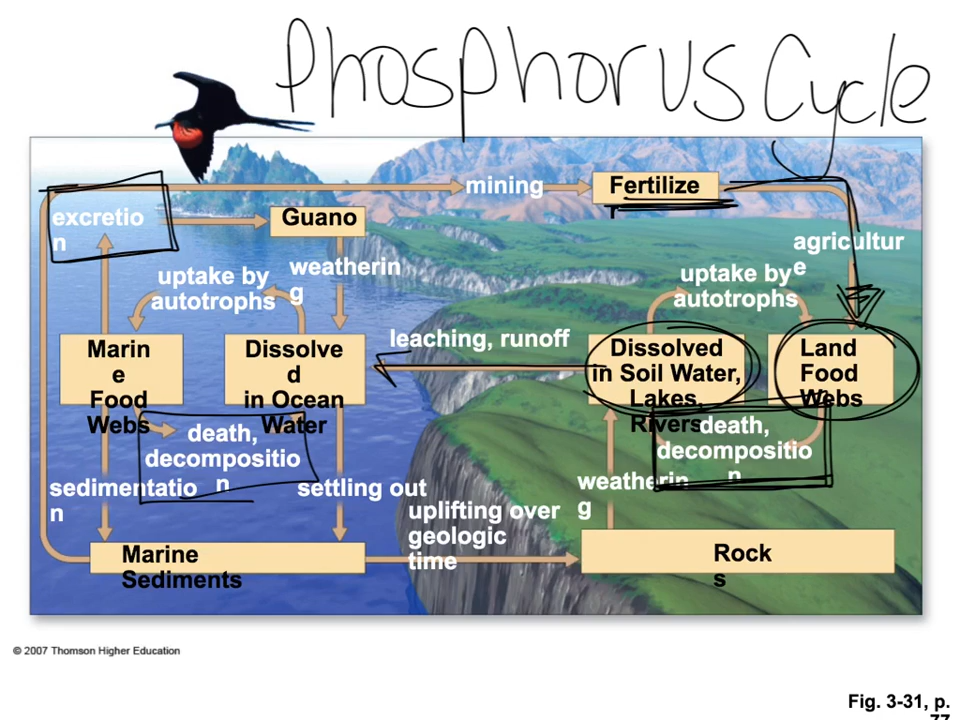 Phosphorus Cycle
mining
Fertilize
excretio
n
Guano
agricultur
e
weatherin
g
uptake by
autotrophs
uptake by
autotrophs
leaching, runoff
Marin
e
Food
Webs
Dissolve
d
in Ocean
Water
Dissolved
in Soil Water,
Lakes,
Rivers
Land
Food
Webs
death,
decompositio
n
death,
decompositio
n
sedimentatio
n
settling out
weatherin
g
uplifting over
geologic
time
Marine
Sediments
Rock
s
© 2007 Thomson Higher Education
Fig. 3-31, p.
77